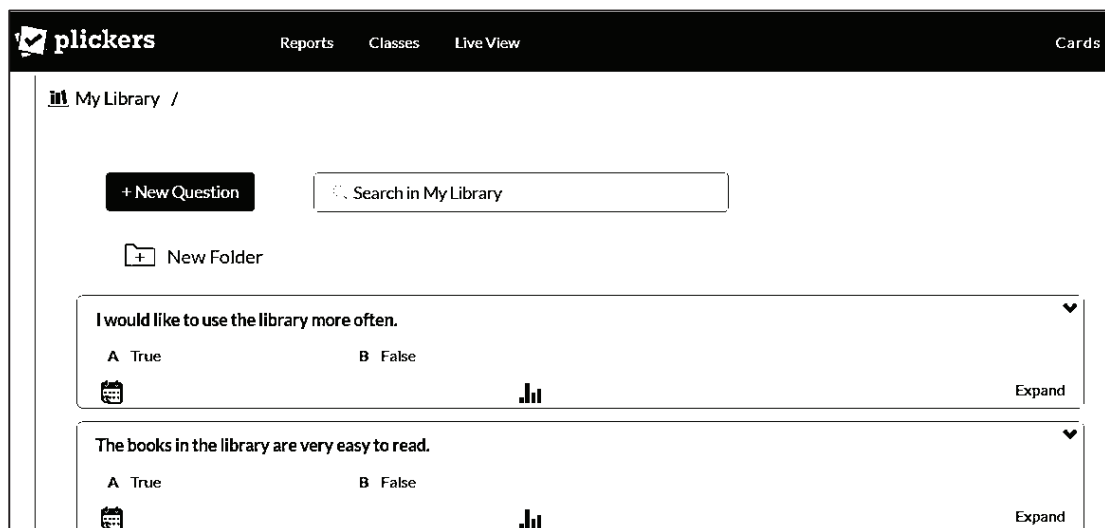 plickers Reports Classes Live View Cards
My Library /
+ New Question Search in My Library
New Folder
I would like to use the library more often.
A True B False
Expand
The books in the library are very easy to read.
A True B False
Expand